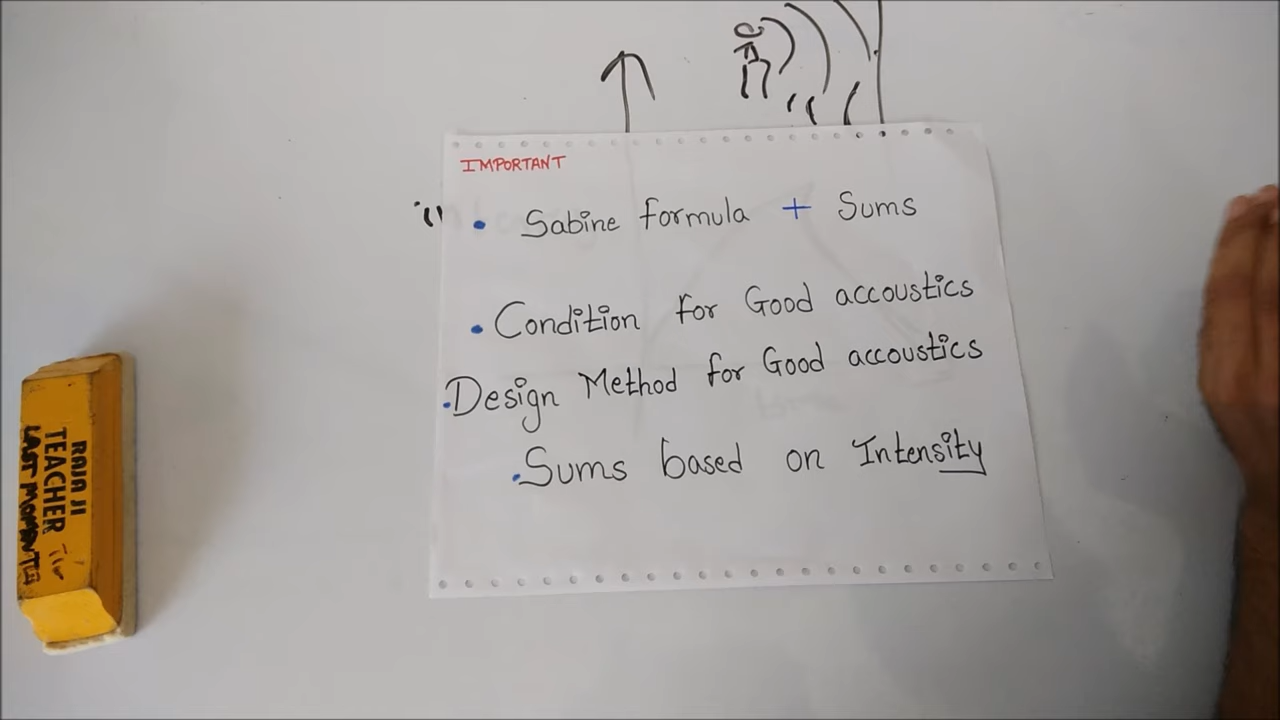 IMPORTANT
• Sabine formula + Sums
• Condition for Good accoustics
• Design Method for Good accoustics
• Sums based on Intensity
RAJA JI
TEACHER
LAST MOMENT